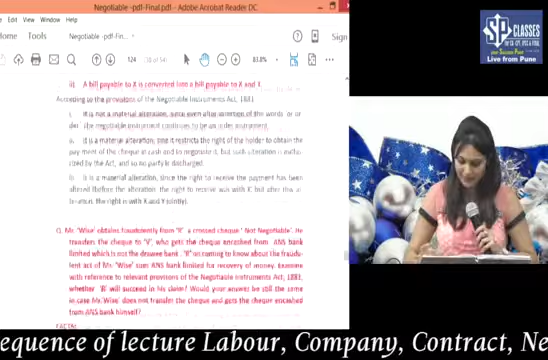 Negotiable -pdf-Final.pdf - Adobe Acrobat Reader DC
Edit View Window Help
Negotiable -pdf-Fin...
Sign
124
83.8%
ii) A bill payable to X is converted into a bill payable to X and Y.
According to the provisions of the Negotiable Instruments Act, 1881
i. It is not a material alteration, since even after insertion of the words or or
der the negotiable instrument continues to be an order instrument.
ii. It is a material alteration, since it restricts the right of the holder to obtain the
payment of the cheque in cash and to negotiate it, but such alteration is
by the Act, and so no party is discharged.
It is a material alteration, since the right to receive the payment has been
altered (before the alteration, the right to receive was with 'X', but after
the right is with X and Y jointly).
Q. Mr. 'Wise' obtains fraudulently from a crossed cheque 'Not Negotiable'. He
transfers the cheque to who gets the cheque encashed from ANS bank
limited which is not the drawee bank. on coming to know about the fraudu-
lent act of Mr. 'Wise' sues ANS bank limited for recovery of money. Examine
with reference to relevant provisions of the Negotiable Instruments Act, 1881,
whether will succeed in his claim? Would your answer be still the same
in case Mr. Wise' does not transfer the cheque and gets the cheque encashed
from ANS bank himself?
SP CLASSES
Live from Pune
equence of lecture Labour, Company, Contract, Ne